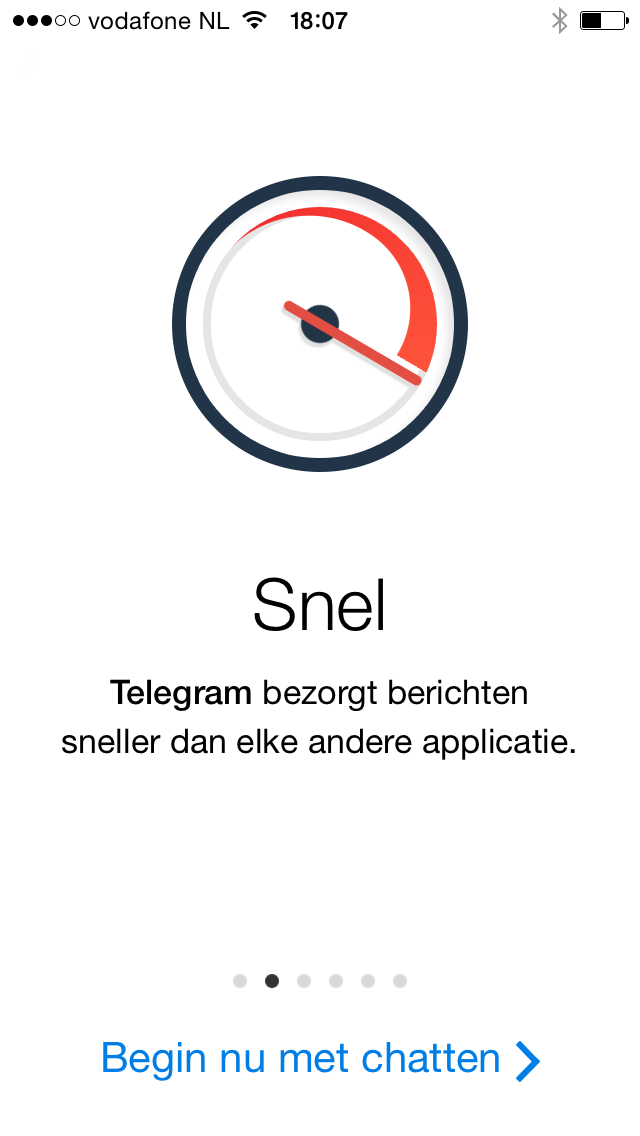 vodafone NL 18:07
Snel
Telegram bezorgt berichten
sneller dan elke andere applicatie.
Begin nu met chatten